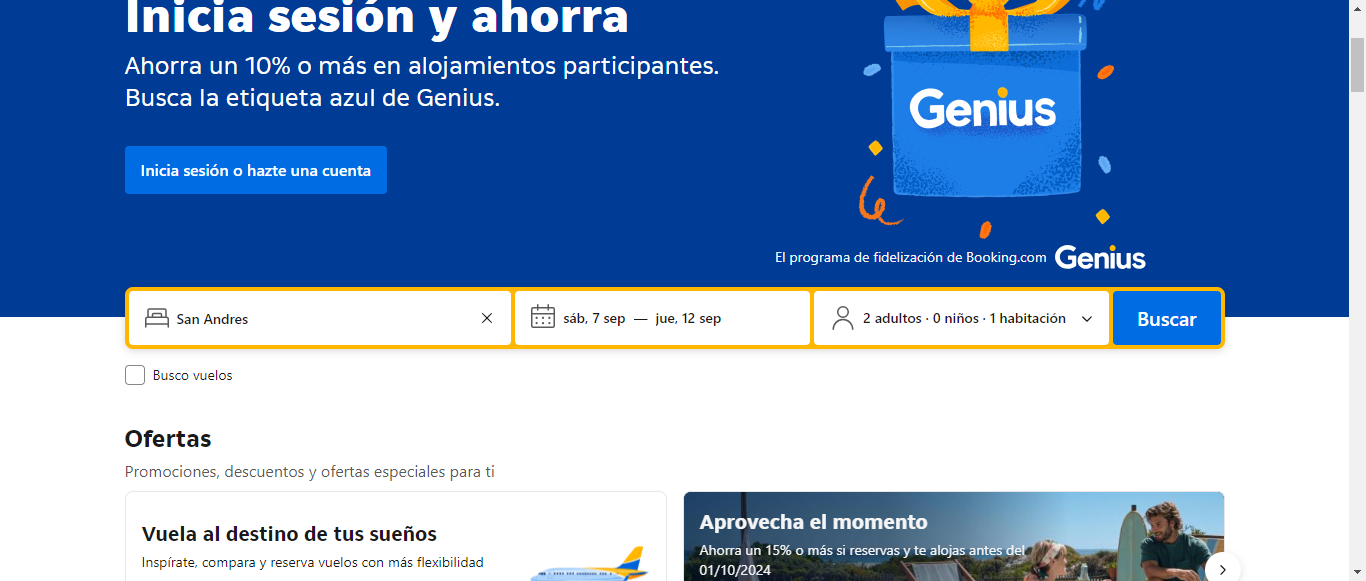 Inicia sesión y ahorra
Ahorra un 10% o más en alojamientos participantes.
Busca la etiqueta azul de Genius.
Genius
Inicia sesión o hazte una cuenta
El programa de fidelización de Booking.com Genius
San Andres
sáb, 7 sep — jue, 12 sep
2 adultos · 0 niños · 1 habitación
Buscar
Busco vuelos
Ofertas
Promociones, descuentos y ofertas especiales para ti
Vuela al destino de tus sueños
Inspírate, compara y reserva vuelos con más flexibilidad
Aprovecha el momento
Ahorra un 15% o más si reservas y te alojas antes del
01/10/2024